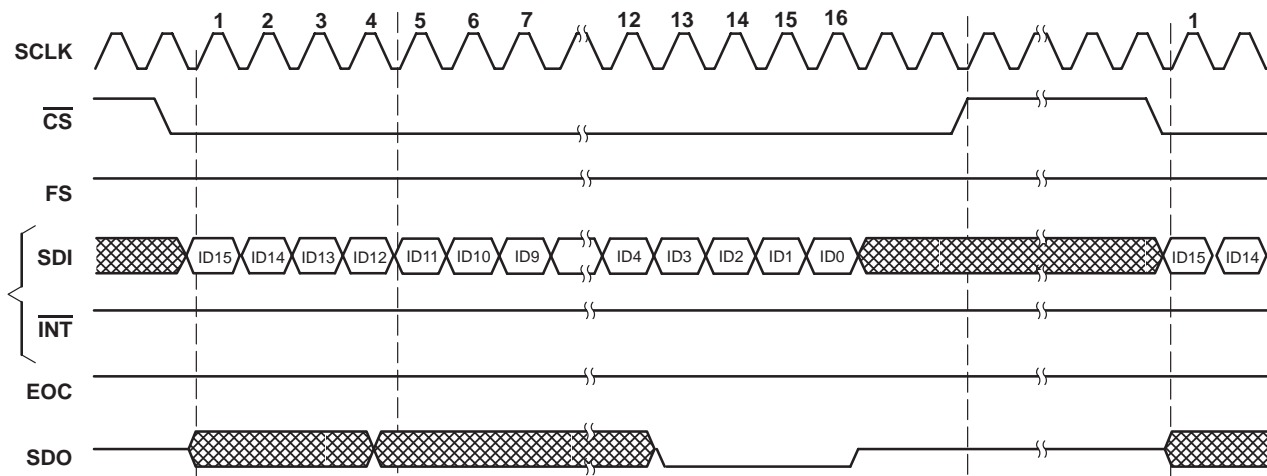 1 2 3 4 5 6 7 12 13 14 15 16 1
SCLK
CS
FS
SDI ID15 ID14 ID13 ID12 ID11 ID10 ID9 ID4 ID3 ID2 ID1 ID0 ID15 ID14
INT
EOC
SDO